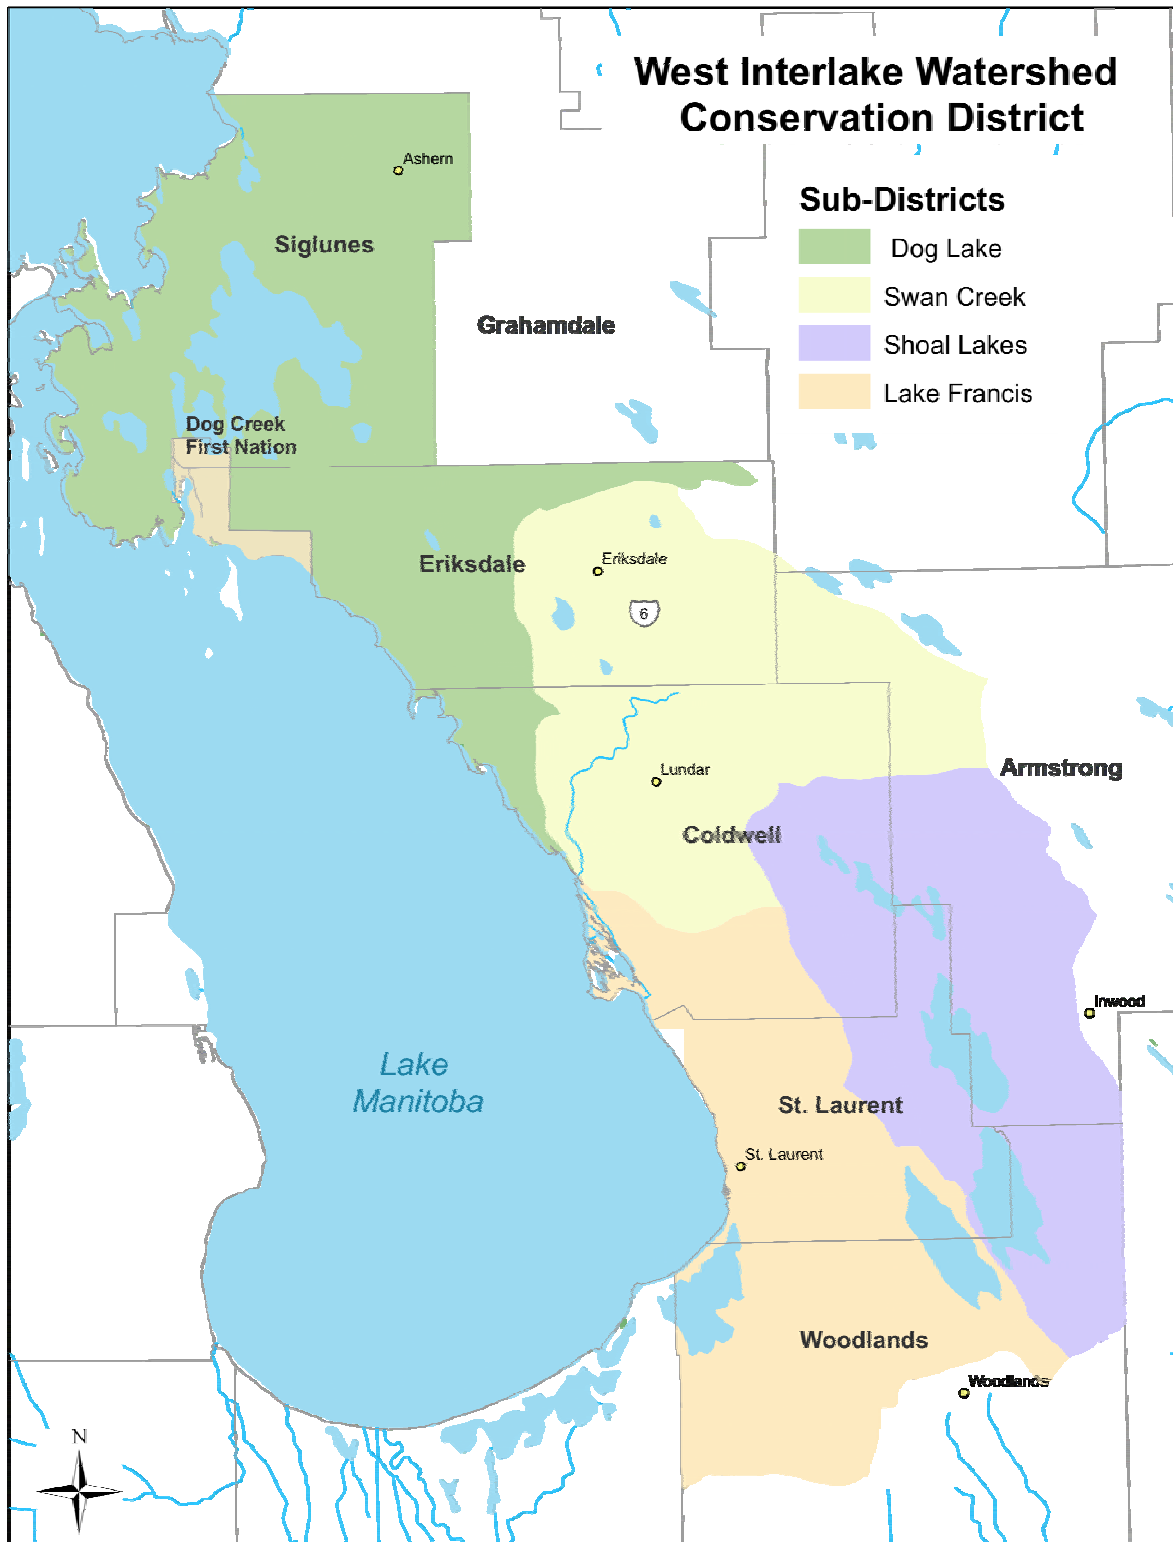 West Interlake Watershed
Conservation District
Sub-Districts
Dog Lake
Swan Creek
Shoal Lakes
Lake Francis
Ashern
Siglunes
Grahamdale
Dog Creek
First Nation
Eriksdale
Eriksdale
6
Lundar
Armstrong
Coldwell
Inwood
Lake
Manitoba
St. Laurent
St. Laurent
Woodlands
Woodlands
N